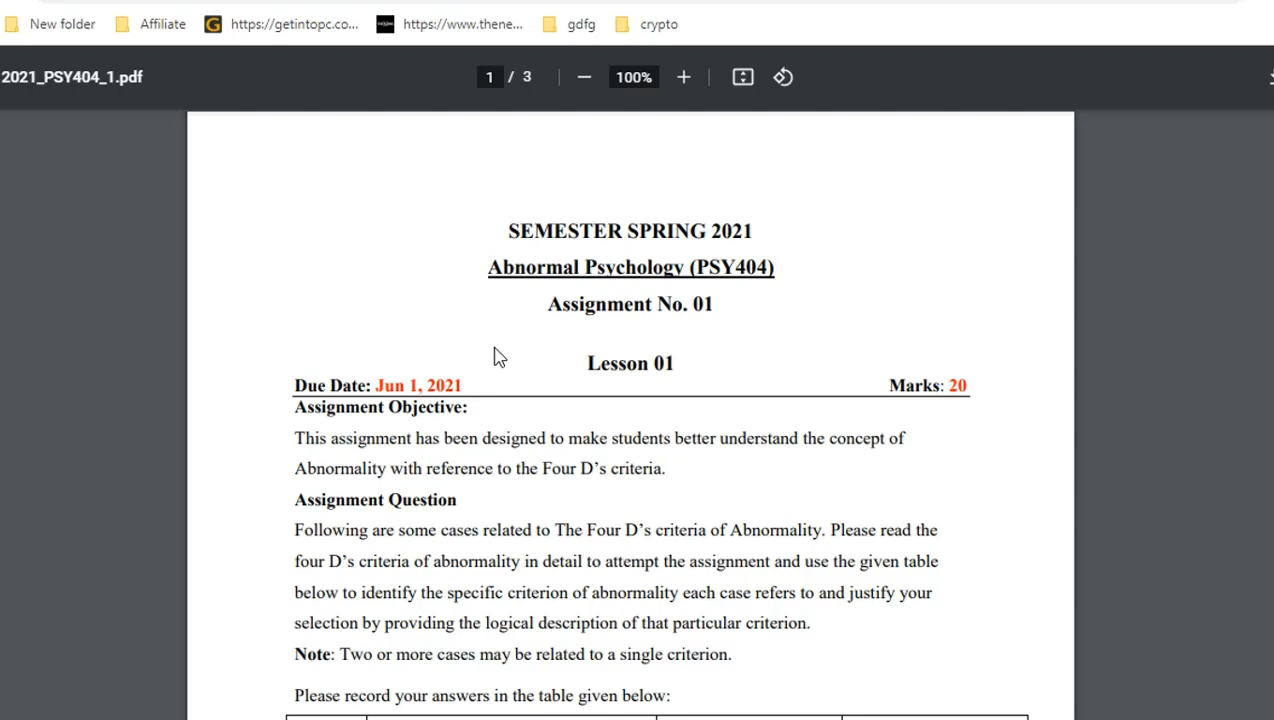 New folder Affiliate https://getintopc.co... https://www.thene... gdfg crypto
2021_PSY404_1.pdf 1 / 3 100%
SEMESTER SPRING 2021
Abnormal Psychology (PSY404)
Assignment No. 01
Lesson 01
Due Date: Jun 1, 2021 Marks: 20
Assignment Objective:
This assignment has been designed to make students better understand the concept of
Abnormality with reference to the Four D’s criteria.
Assignment Question
Following are some cases related to The Four D’s criteria of Abnormality. Please read the
four D’s criteria of abnormality in detail to attempt the assignment and use the given table
below to identify the specific criterion of abnormality each case refers to and justify your
selection by providing the logical description of that particular criterion.
Note: Two or more cases may be related to a single criterion.
Please record your answers in the table given below: